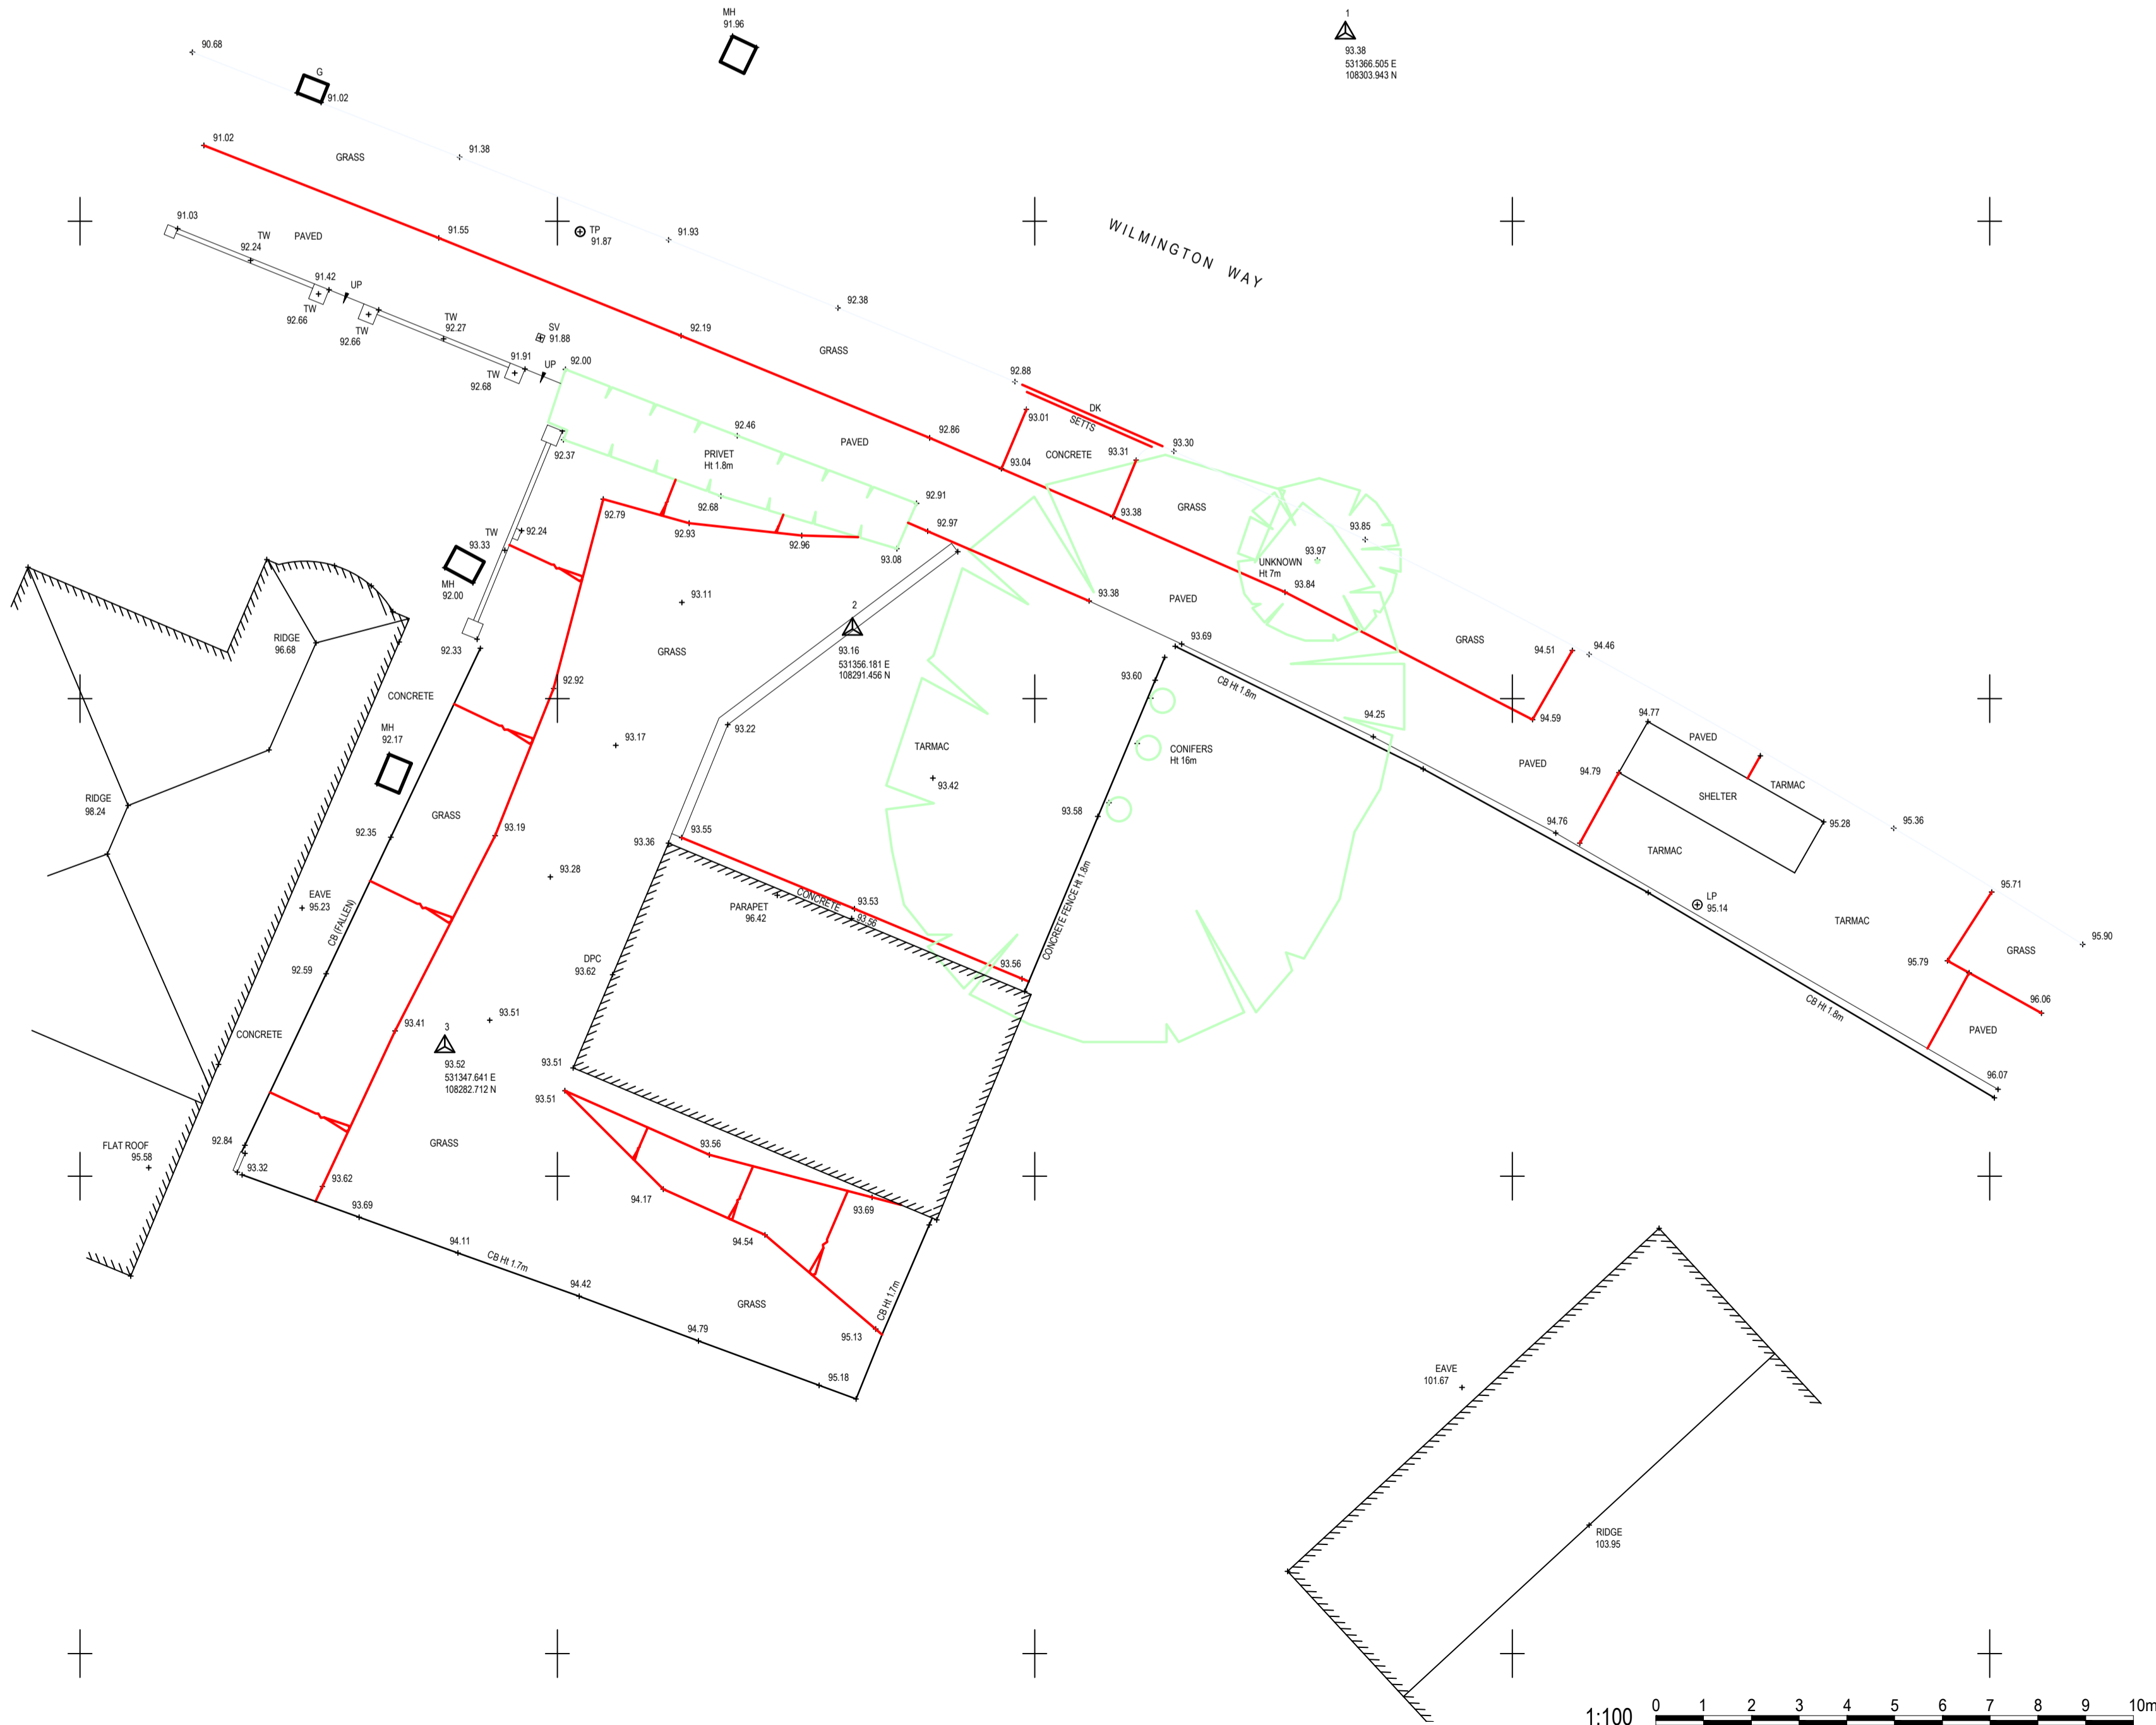 MH
91.96
1
93.38
531366.505 E
108303.943 N
90.68
G
91.02
91.02
GRASS
91.38
91.03
TW
92.24
PAVED
91.55
TP
91.87
91.93
WILMINGTON WAY
91.42
UP
TW
92.66
TW
92.66
TW
92.27
SV
91.88
91.91
UP
TW
92.68
92.00
92.19
92.38
GRASS
92.88
DK
SETTS
93.01
93.30
92.46
PRIVET
Ht 1.8m
PAVED
92.86
93.04
CONCRETE
93.31
92.37
92.91
GRASS
93.38
92.79
92.68
92.93
92.96
92.97
93.08
93.85
93.97
UNKNOWN
Ht 7m
93.84
TW
93.33
92.24
MH
92.00
93.11
2
93.16
531356.181 E
108291.456 N
93.38
PAVED
93.69
RIDGE
96.68
92.33
GRASS
GRASS
94.51
94.46
93.60
CB Ht 1.8m
CONCRETE
92.92
MH
92.17
93.17
93.22
TARMAC
93.42
CONIFERS
Ht 16m
94.25
94.59
94.77
PAVED
PAVED
94.79
TARMAC
SHELTER
RIDGE
98.24
GRASS
92.35
93.19
93.36
93.55
93.58
94.76
TARMAC
95.28
95.36
93.28
EAVE
95.23
CB (FALLEN)
PARAPET
96.42
CONCRETE
93.53
93.56
CONCRETE FENCE Ht 1.8m
LP
95.14
TARMAC
95.71
95.90
GRASS
95.79
92.59
DPC
93.62
93.56
CB Ht 1.8m
96.06
CONCRETE
93.41
93.51
3
93.52
531347.641 E
108282.712 N
93.51
93.51
PAVED
96.07
FLAT ROOF
95.58
92.84
93.32
GRASS
93.56
93.62
93.69
94.17
93.69
94.11
CB Ht 1.7m
94.54
94.42
GRASS
CB Ht 1.7m
94.79
95.13
95.18
EAVE
101.67
RIDGE
103.95
1:100
0 1 2 3 4 5 6 7 8 9 10m